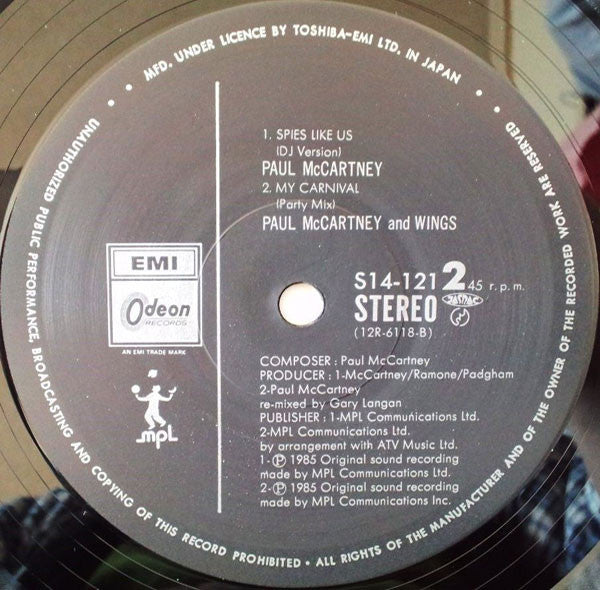 MFD. UNDER LICENCE BY TOSHIBA-EMI LTD. IN JAPAN
UNAUTHORIZED PUBLIC PERFORMANCE, BROADCASTING AND COPYING OF THIS RECORD PROHIBITED • ALL RIGHTS OF THE MANUFACTURER AND OF THE OWNER OF THE RECORDED WORK ARE RESERVED
1. SPIES LIKE US
(DJ Version)
PAUL McCARTNEY
2. MY CARNIVAL
(Party Mix)
PAUL McCARTNEY and WINGS
EMI
Odeon
RECORDS
AN EMI TRADE MARK
mpL
S14-121 2 45 r.p.m.
STEREO
(12R-6118-B)
COMPOSER : Paul McCartney
PRODUCER : 1-McCartney/Ramone/Padgham
2-Paul McCartney
re-mixed by Gary Langan
PUBLISHER : 1-MPL Communications Ltd.
2-MPL Communications Ltd.
by arrangement with ATV Music Ltd.
1-Ⓟ 1985 Original sound recording
made by MPL Communications Ltd.
2-Ⓟ 1985 Original sound recording
made by MPL Communications Inc.